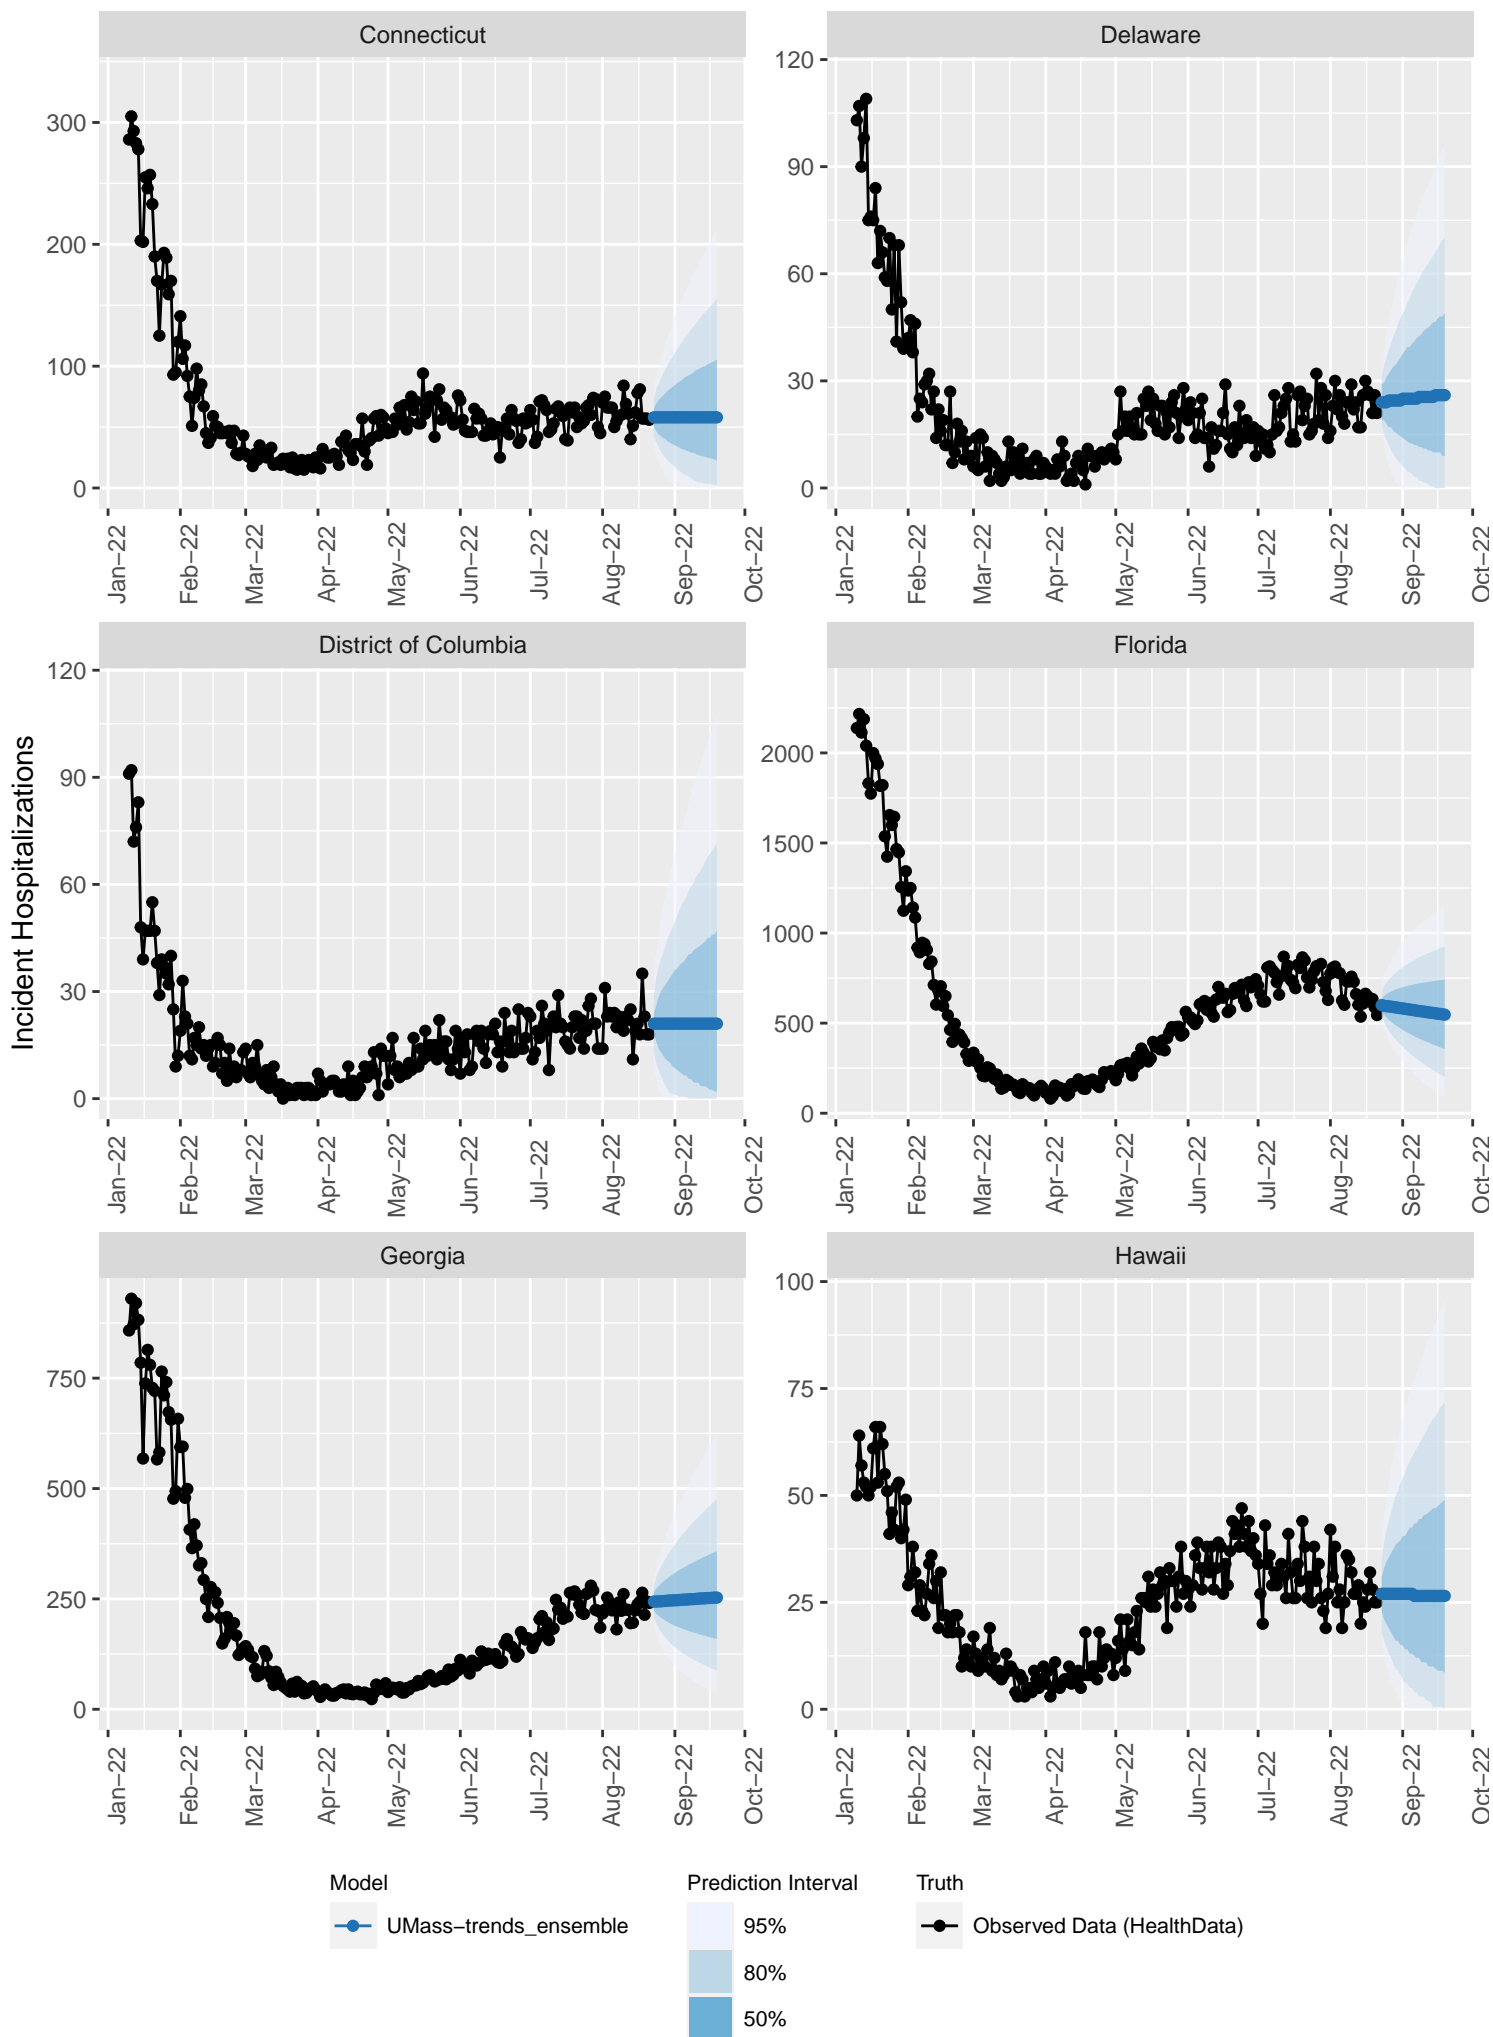 Connecticut
Delaware
300
200
100
0
120
90
60
30
0
Jan−22
Feb−22
Mar−22
Apr−22
May−22
Jun−22
Jul−22
Aug−22
Sep−22
Oct−22
Jan−22
Feb−22
Mar−22
Apr−22
May−22
Jun−22
Jul−22
Aug−22
Sep−22
Oct−22
Incident Hospitalizations
District of Columbia
Florida
120
90
60
30
0
2000
1500
1000
500
0
Jan−22
Feb−22
Mar−22
Apr−22
May−22
Jun−22
Jul−22
Aug−22
Sep−22
Oct−22
Jan−22
Feb−22
Mar−22
Apr−22
May−22
Jun−22
Jul−22
Aug−22
Sep−22
Oct−22
Georgia
Hawaii
750
500
250
0
100
75
50
25
0
Jan−22
Feb−22
Mar−22
Apr−22
May−22
Jun−22
Jul−22
Aug−22
Sep−22
Oct−22
Jan−22
Feb−22
Mar−22
Apr−22
May−22
Jun−22
Jul−22
Aug−22
Sep−22
Oct−22
Model
UMass−trends_ensemble
Prediction Interval
95%
80%
50%
Truth
Observed Data (HealthData)